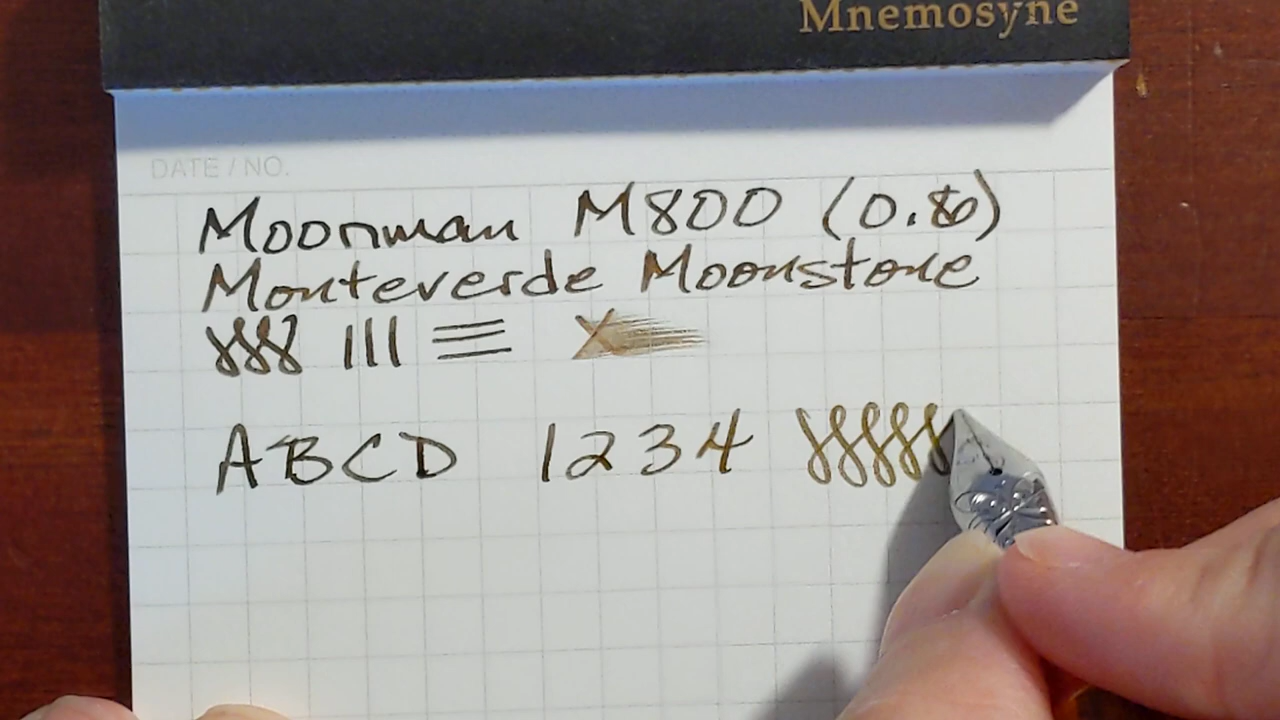 Mnemosyne
DATE / NO.
Moonman M800 (0.8)
Monteverde Moonstone
ABCD 1234